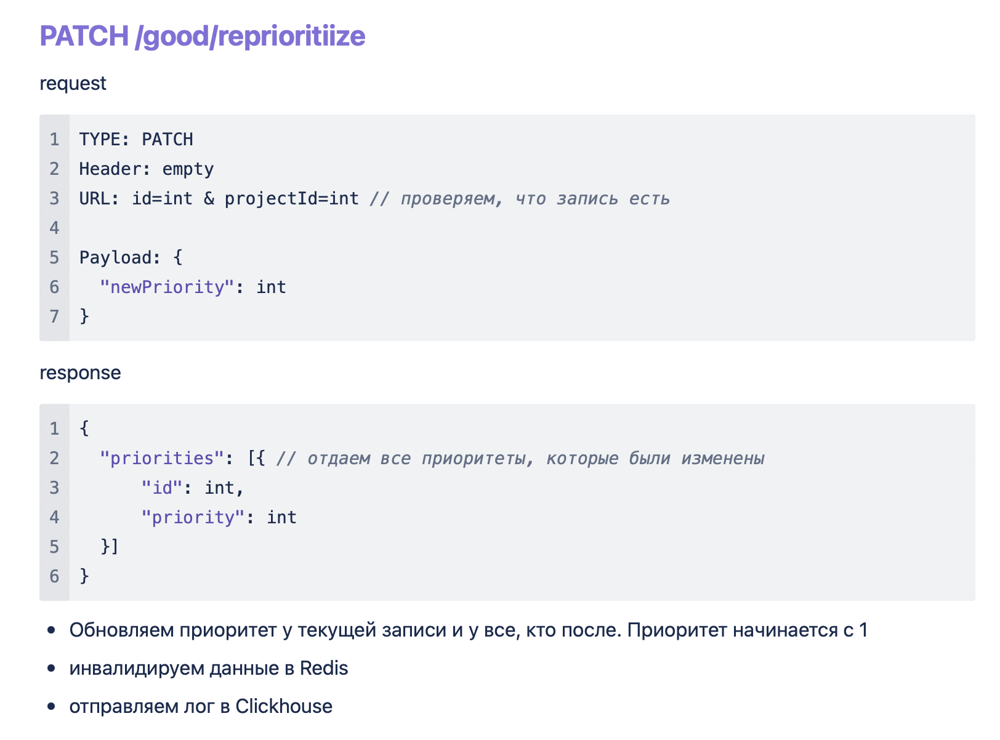 PATCH /good/reprioritiize
request
1 TYPE: PATCH
2 Header: empty
3 URL: id=int & projectId=int // проверяем, что запись есть
4
5 Payload: {
6   "newPriority": int
7 }
response
1 {
2   "priorities": [{ // отдаем все приоритеты, которые были изменены
3       "id": int,
4       "priority": int
5   }]
6 }
• Обновляем приоритет у текущей записи и у все, кто после. Приоритет начинается с 1
• инвалидируем данные в Redis
• отправляем лог в Clickhouse